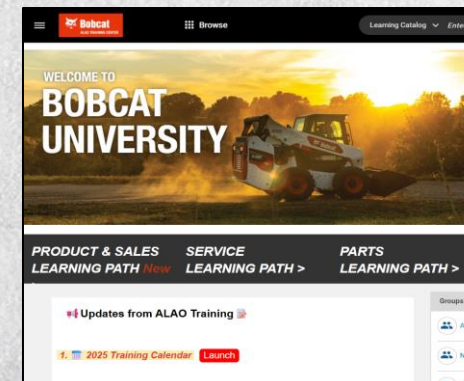 Bobcat
ALAO TRAINING CENTER
Browse
Learning Catalog
WELCOME TO
BOBCAT
UNIVERSITY
PRODUCT & SALES
LEARNING PATH New
SERVICE
LEARNING PATH >
PARTS
LEARNING PATH >
Updates from ALAO Training
1. 2025 Training Calendar Launch
Groups